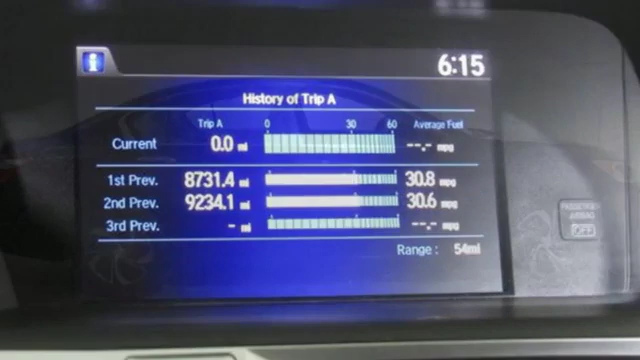 6:15
History of Trip A
Trip A 0 30 60 Average Fuel
Current 0.0 mi --.- mpg
1st Prev. 8731.4 mi 30.8 mpg
2nd Prev. 9234.1 mi 30.6 mpg
3rd Prev. - mi --.- mpg
Range : 54mi
PASSENGER
AIRBAG
OFF